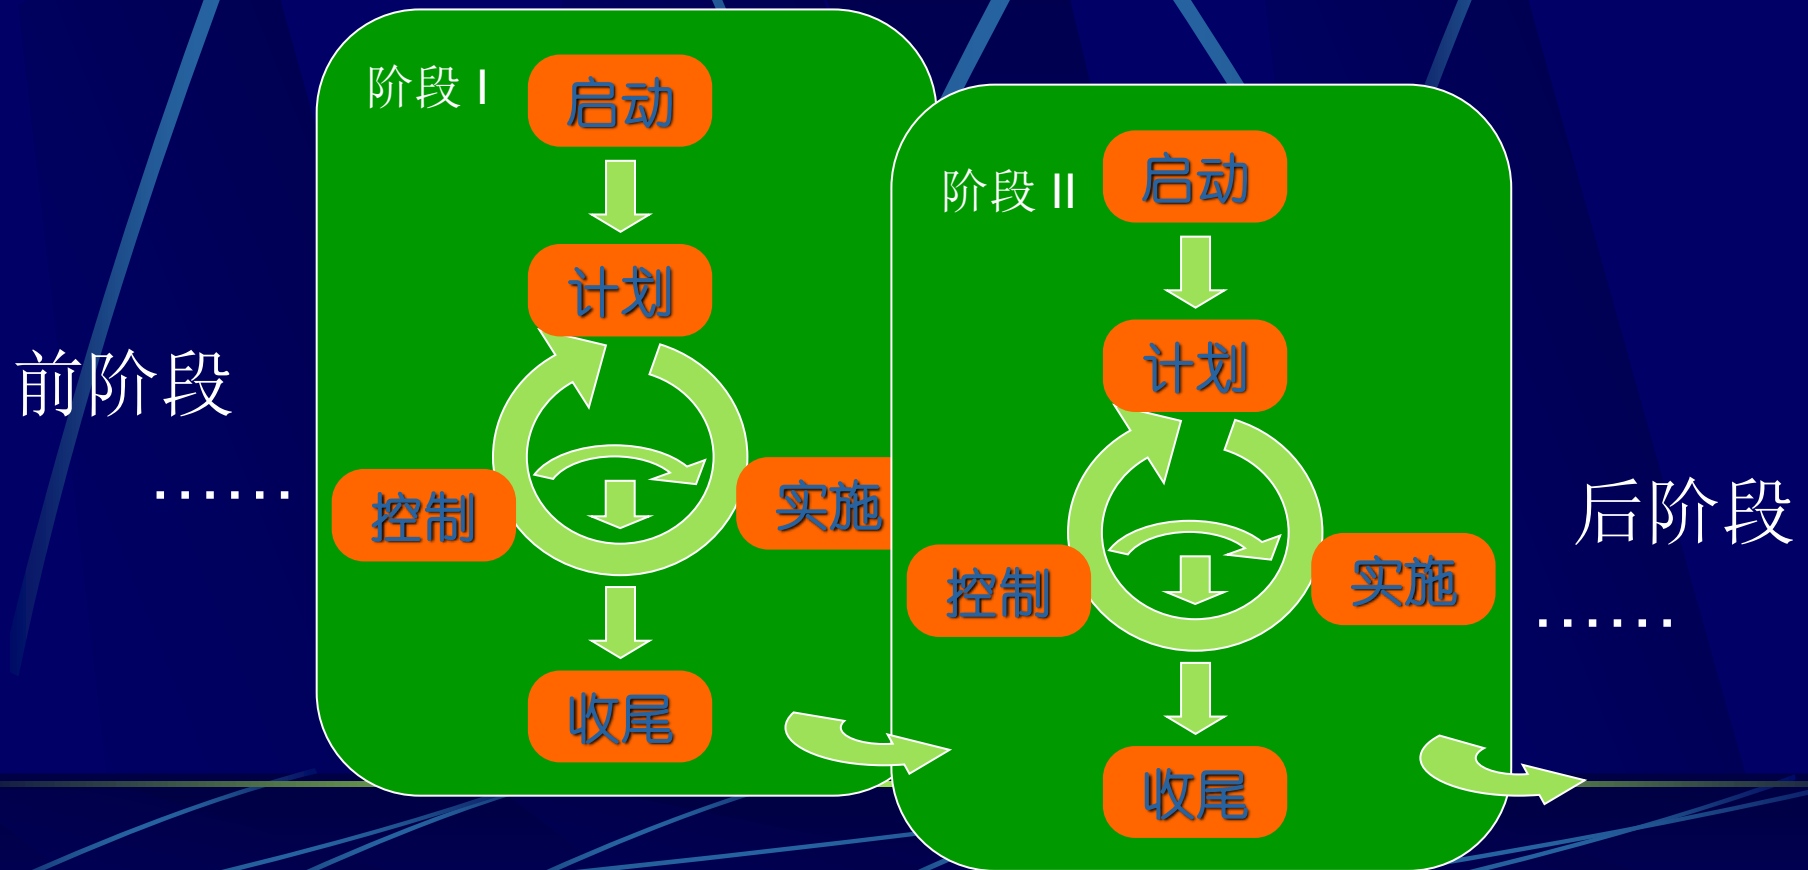 前阶段
……
阶段 I
启动
计划
控制
实施
收尾
阶段 II
启动
计划
控制
实施
收尾
后阶段
……